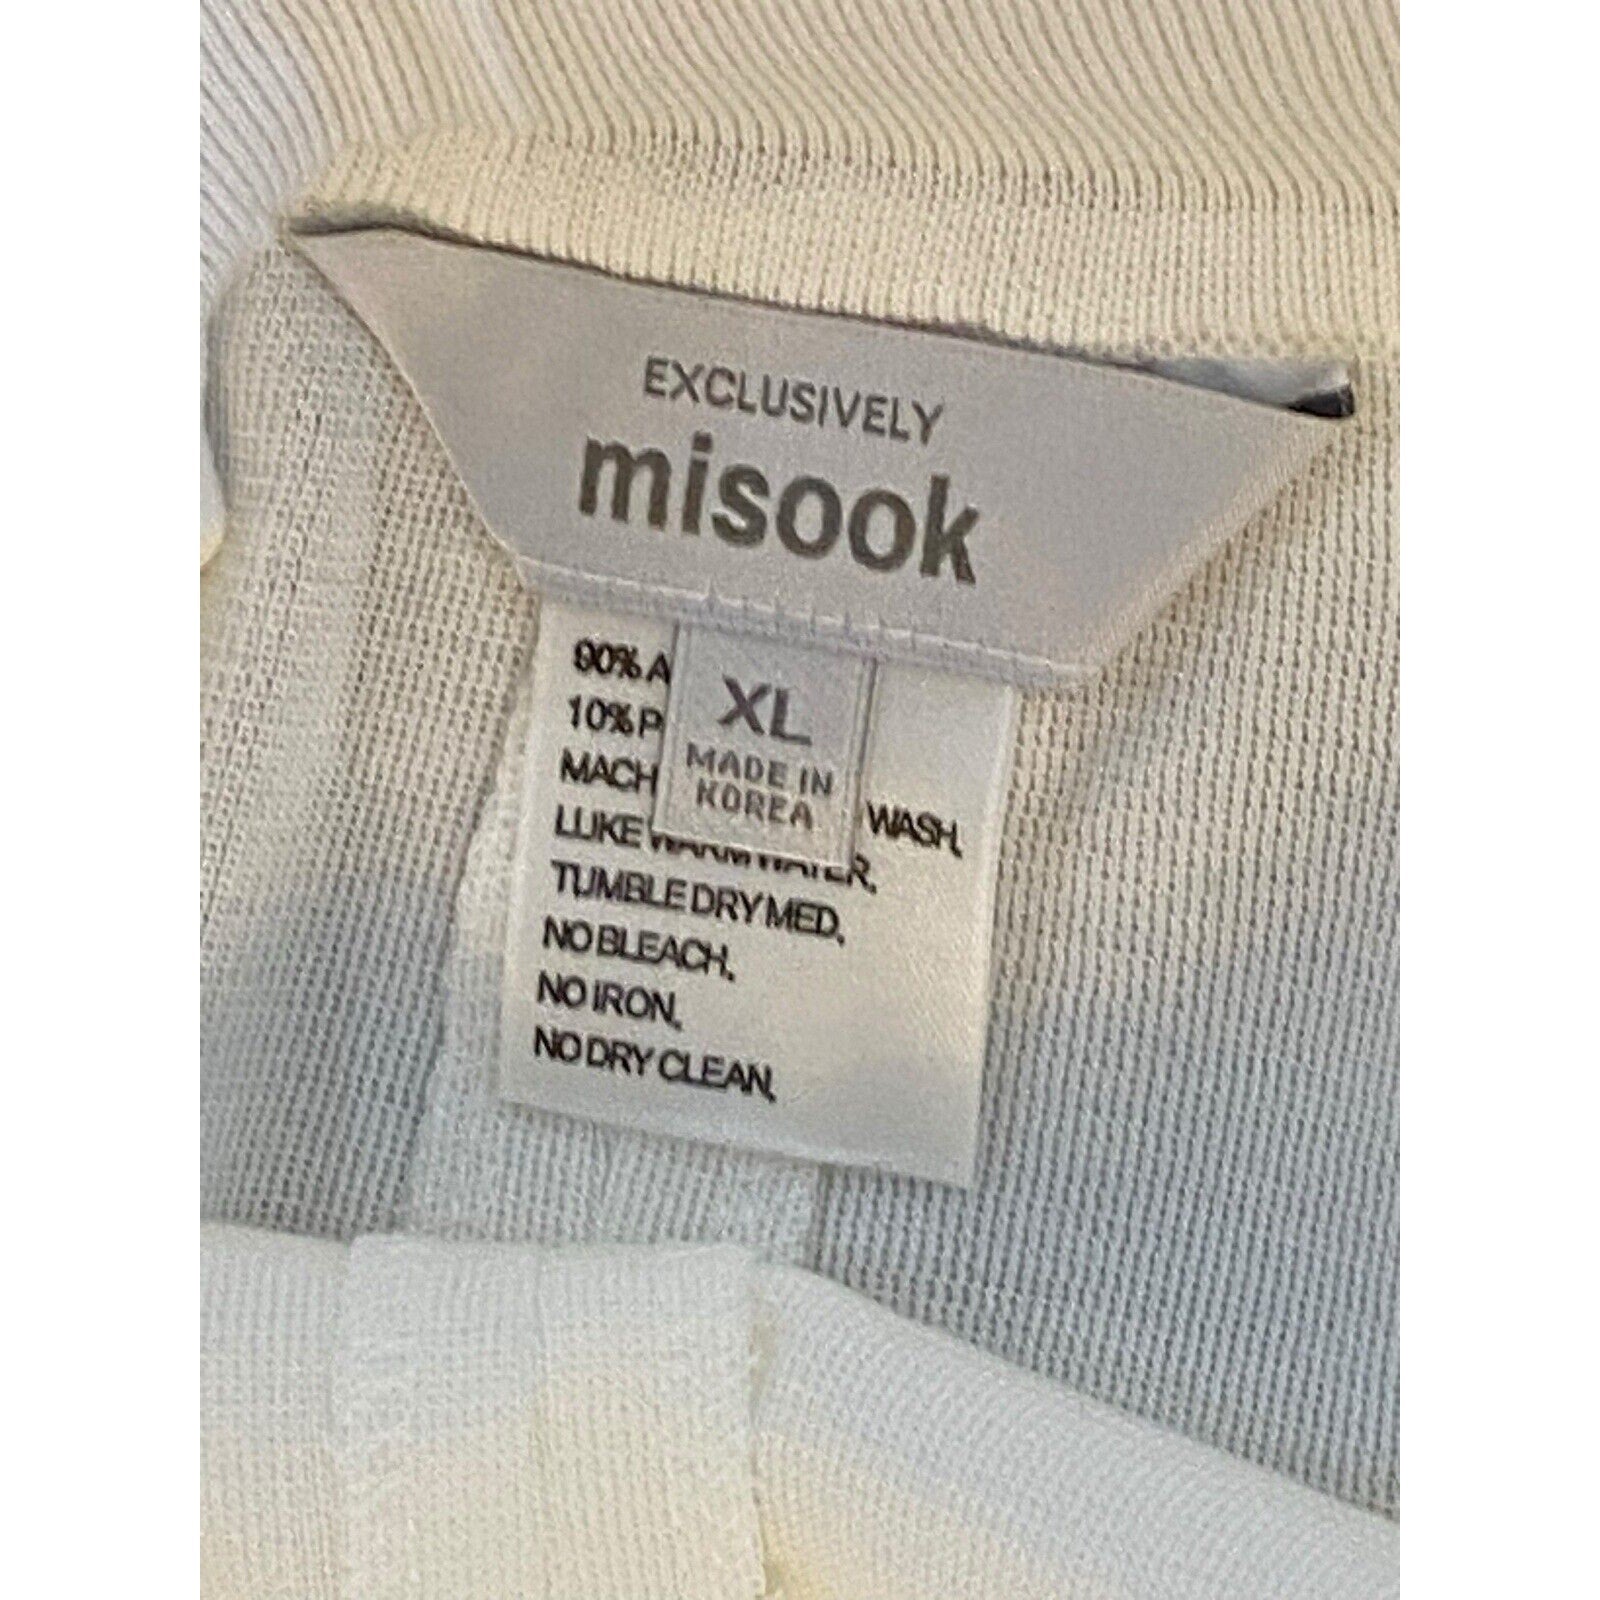 EXCLUSIVELY
misook
XL
MADE IN
KOREA
90% A
10% P
MACH WASH,
LUKE WARM WATER,
TUMBLE DRY MED,
NO BLEACH,
NO IRON,
NO DRY CLEAN,